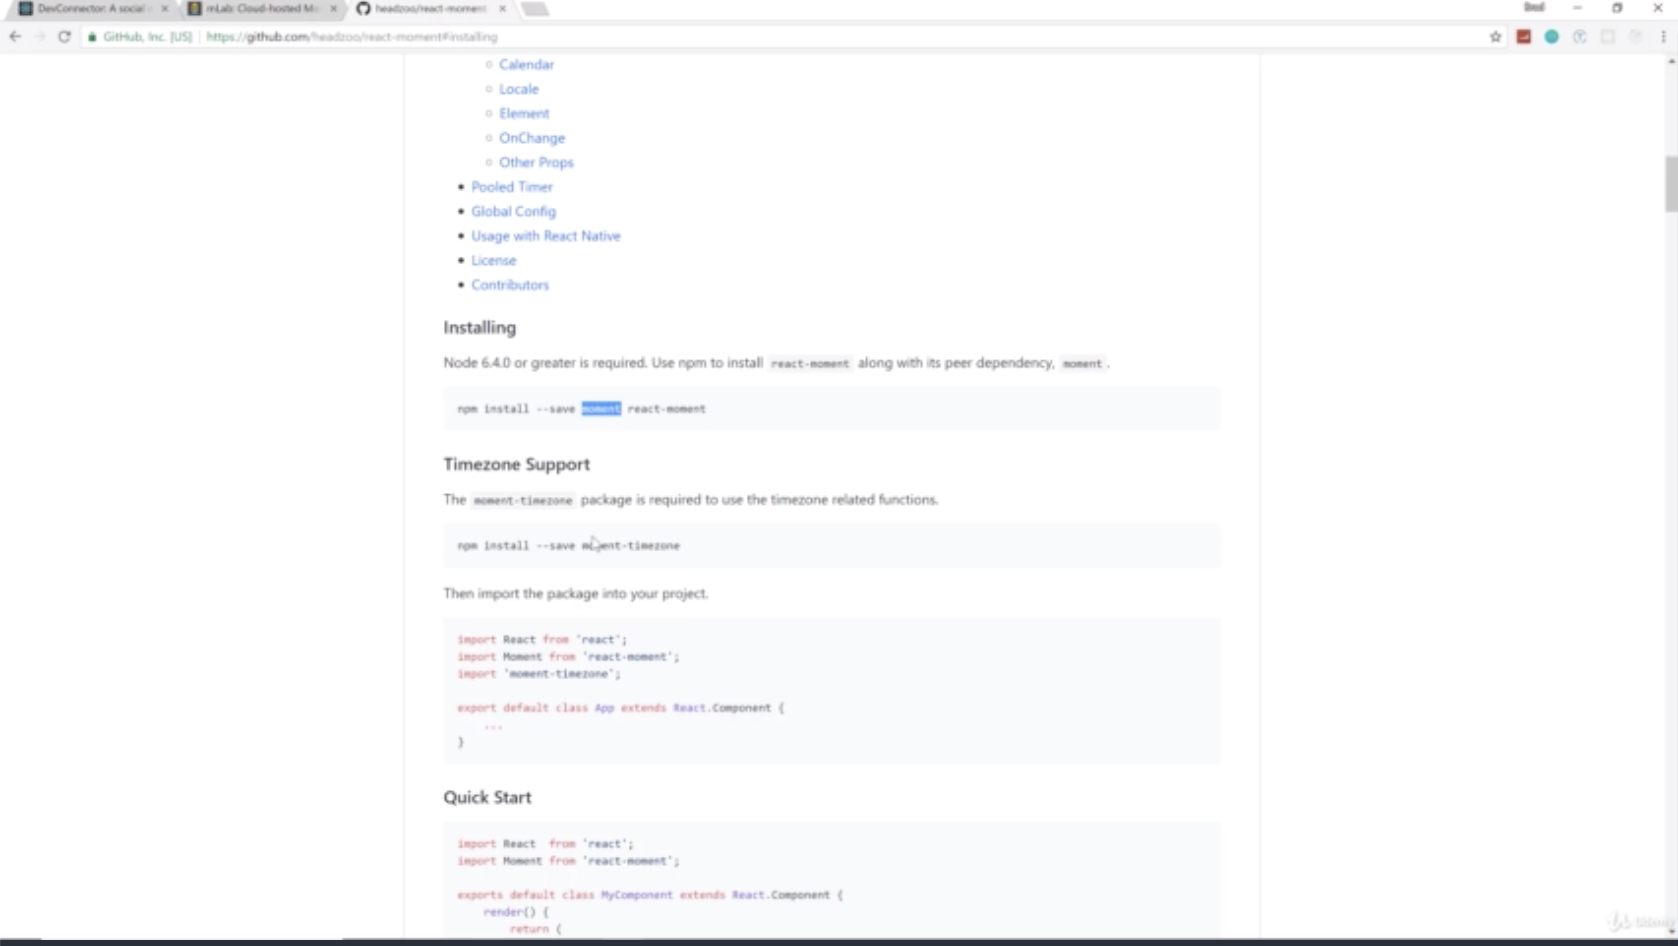 DevConnector: A social
mLab: Cloud-hosted Mo
headzoo/react-moment
GitHub, Inc. [US] | https://github.com/headzoo/react-moment#installing
Calendar
Locale
Element
OnChange
Other Props
Pooled Timer
Global Config
Usage with React Native
License
Contributors
Installing
Node 6.4.0 or greater is required. Use npm to install react-moment along with its peer dependency, moment.
npm install --save moment react-moment
Timezone Support
The moment-timezone package is required to use the timezone related functions.
npm install --save moment-timezone
Then import the package into your project.
import React from 'react';
import Moment from 'react-moment';
import 'moment-timezone';
export default class App extends React.Component {
...
}
Quick Start
import React from 'react';
import Moment from 'react-moment';
exports default class MyComponent extends React.Component {
render() {
return (
Udemy